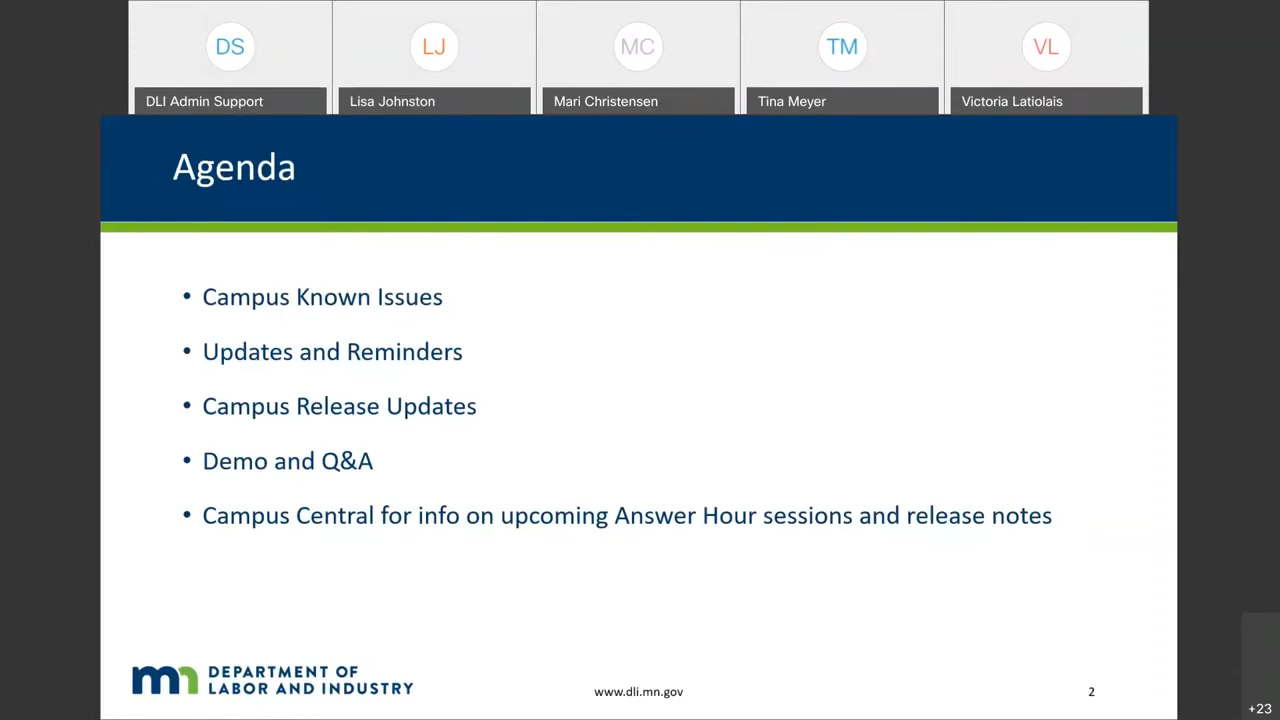 DS
LJ
MC
TM
VL
DLI Admin Support
Lisa Johnston
Mari Christensen
Tina Meyer
Victoria Latiolais
Agenda
• Campus Known Issues
• Updates and Reminders
• Campus Release Updates
• Demo and Q&A
• Campus Central for info on upcoming Answer Hour sessions and release notes
mn
DEPARTMENT OF
LABOR AND INDUSTRY
www.dli.mn.gov
2
+23